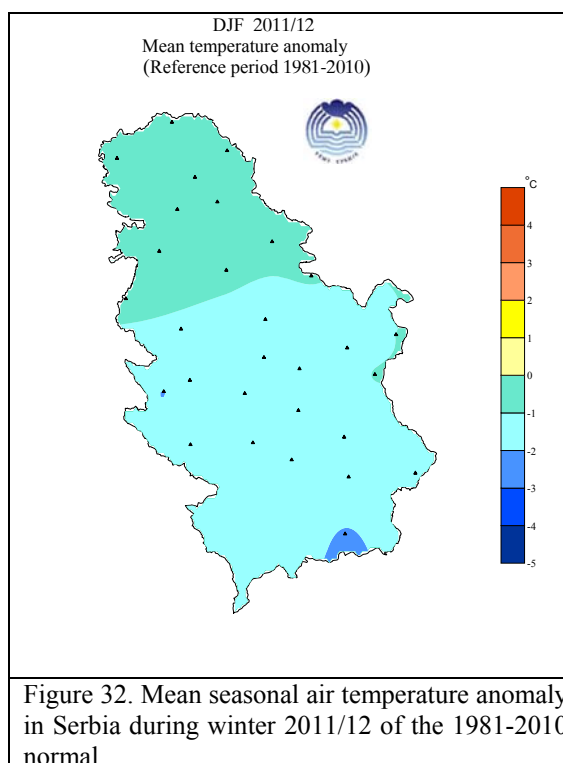 DJF 2011/12
Mean temperature anomaly
(Reference period 1981-2010)
°C
4
3
2
1
0
-1
-2
-3
-4
-5
Figure 32. Mean seasonal air temperature anomaly
in Serbia during winter 2011/12 of the 1981-2010
normal